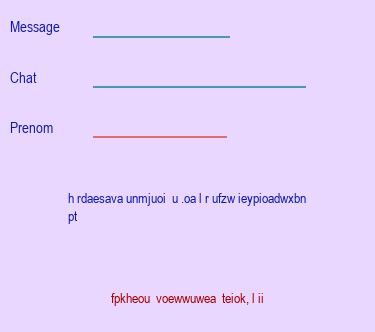 Message
Chat
Prenom
h rdaesava unmjuoi u .oa l r ufzw ieypioadwxbn
pt
fpkheou voewwuwea teiok, l ii